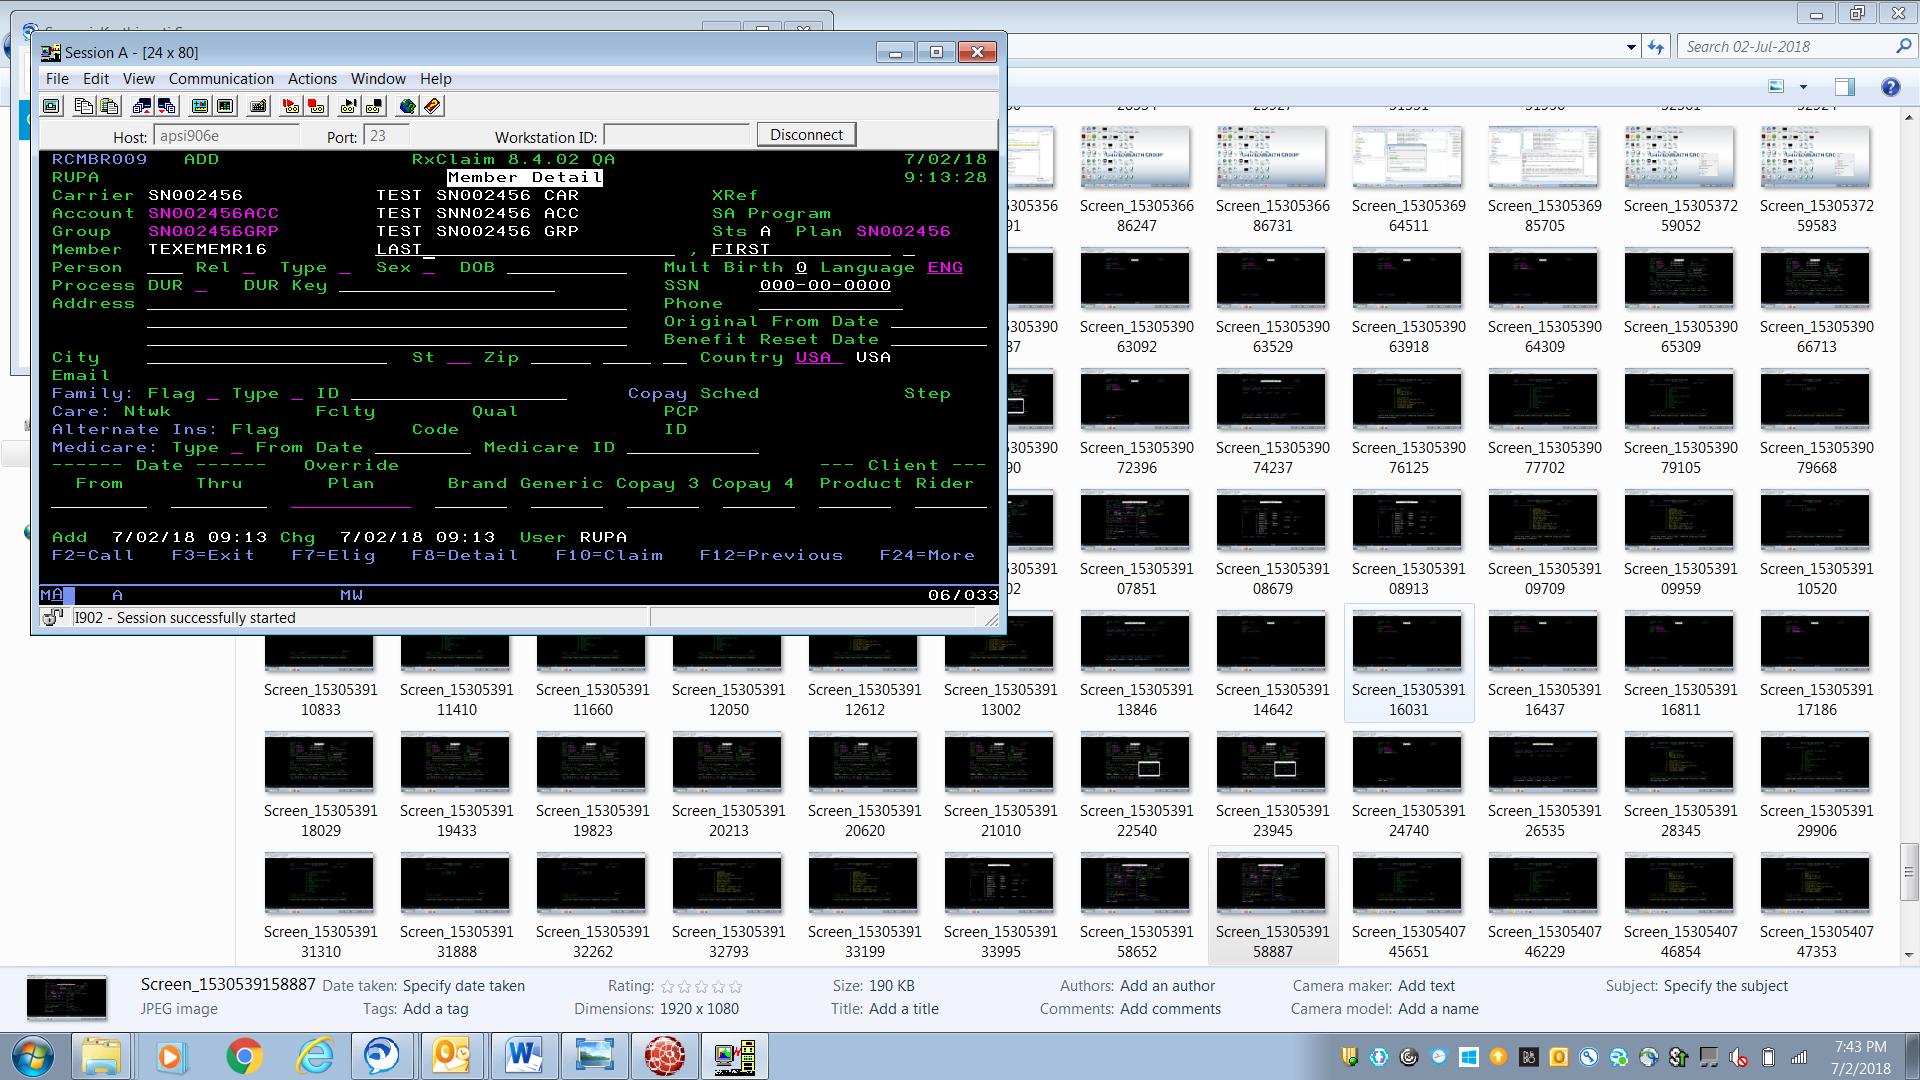 Session A - [24 x 80]
Search 02-Jul-2018
File Edit View Communication Actions Window Help
Host: apsi906e Port: 23 Workstation ID: Disconnect
RCMBR009 ADD RxClaim 8.4.02 QA 7/02/18
RUPA Member Detail 9:13:28
Carrier SN002456 TEST SN002456 CAR XRef
Account SN002456ACC TEST SNN02456 ACC SA Program
Group SN002456GRP TEST SN002456 GRP Sts A Plan SN002456
Member TEXEMEMR16 LAST , FIRST
Person Rel Type Sex DOB Mult Birth 0 Language ENG
Process DUR DUR Key SSN 000-00-0000
Address Phone
Original From Date
Benefit Reset Date
City St Zip Country USA USA
Email
Family: Flag Type ID Copay Sched Step
Care: Ntwk Fclty Qual PCP
Alternate Ins: Flag Code ID
Medicare: Type From Date Medicare ID
------ Date ------ Override --- Client ---
From Thru Plan Brand Generic Copay 3 Copay 4 Product Rider
Add 7/02/18 09:13 Chg 7/02/18 09:13 User RUPA
F2=Call F3=Exit F7=Elig F8=Detail F10=Claim F12=Previous F24=More
MA A MW 06/033
I902 - Session successfully started
Screen_15305366 Screen_15305366 Screen_15305369 Screen_15305369 Screen_15305372 Screen_15305372
86247 86731 64511 85705 59052 59583
Screen_15305390 Screen_15305390 Screen_15305390 Screen_15305390 Screen_15305390 Screen_15305390
63092 63529 63918 64309 65309 66713
Screen_15305390 Screen_15305390 Screen_15305390 Screen_15305390 Screen_15305390 Screen_15305390
72396 74237 76125 77702 79105 79668
Screen_15305391 Screen_15305391 Screen_15305391 Screen_15305391 Screen_15305391 Screen_15305391
07851 08679 08913 09709 09959 10520
Screen_15305391 Screen_15305391 Screen_15305391 Screen_15305391 Screen_15305391 Screen_15305391 Screen_15305391 Screen_15305391 Screen_15305391 Screen_15305391 Screen_15305391 Screen_15305391
10833 11410 11660 12050 12612 13002 13846 14642 16031 16437 16811 17186
Screen_15305391 Screen_15305391 Screen_15305391 Screen_15305391 Screen_15305391 Screen_15305391 Screen_15305391 Screen_15305391 Screen_15305391 Screen_15305391 Screen_15305391 Screen_15305391
18029 19433 19823 20213 20620 21010 22540 23945 24740 26535 28345 29906
Screen_15305391 Screen_15305391 Screen_15305391 Screen_15305391 Screen_15305391 Screen_15305391 Screen_15305391 Screen_15305391 Screen_15305407 Screen_15305407 Screen_15305407 Screen_15305407
31310 31888 32262 32793 33199 33995 58652 58887 45651 46229 46854 47353
Screen_1530539158887 Date taken: Specify date taken Rating: Size: 190 KB Authors: Add an author Camera maker: Add text Subject: Specify the subject
JPEG image Tags: Add a tag Dimensions: 1920 x 1080 Title: Add a title Comments: Add comments Camera model: Add a name
7:43 PM
7/2/2018